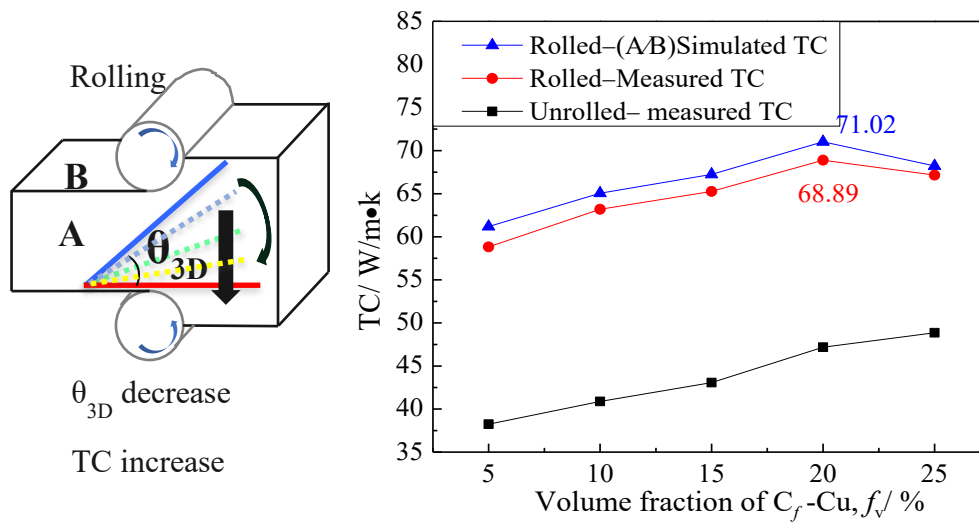 Rolling
B
A
θ3D
θ3D decrease
TC increase
TC/ W/m•k
85
80
75
70
65
60
55
50
45
40
35
Rolled–(A/B)Simulated TC
Rolled–Measured TC
Unrolled– measured TC
71.02
68.89
5 10 15 20 25
Volume fraction of Cf -Cu, fv/ %